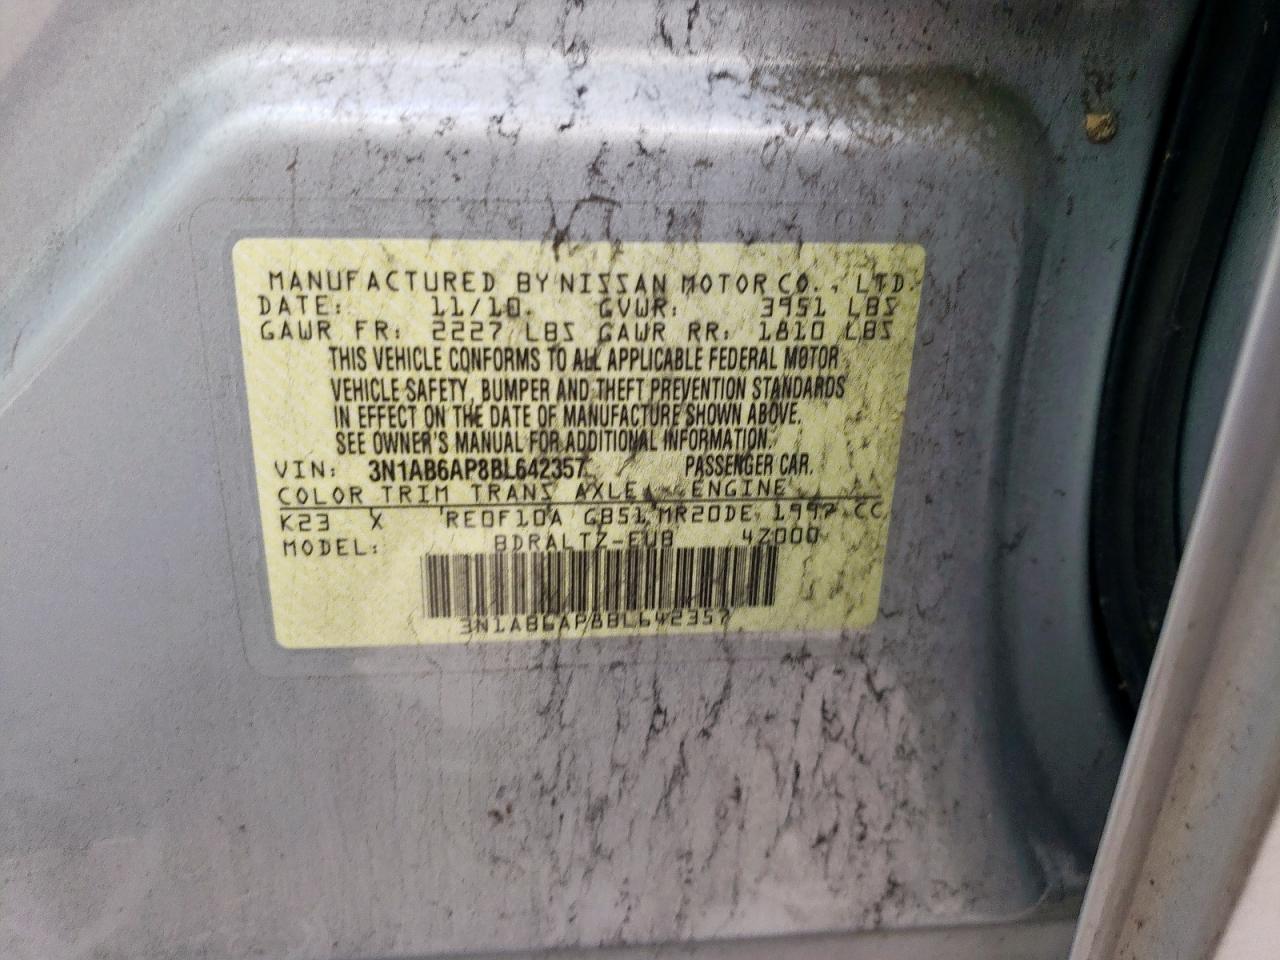 MANUFACTURED BY NISSAN MOTOR CO., LTD.
DATE: 11/10. GVWR: 3951 LBS
GAWR FR: 2227 LBS GAWR RR: 1810 LBS
THIS VEHICLE CONFORMS TO ALL APPLICABLE FEDERAL MOTOR
VEHICLE SAFETY, BUMPER AND THEFT PREVENTION STANDARDS
IN EFFECT ON THE DATE OF MANUFACTURE SHOWN ABOVE.
SEE OWNER'S MANUAL FOR ADDITIONAL INFORMATION.
VIN: 3N1AB6AP8BL642357 PASSENGER CAR.
COLOR TRIM TRANS AXLE ENGINE
K23 X RE0F10A GB51 MR20DE 1997 CC
MODEL: BDRALTZ-EUB 4Z000
3N1AB6AP8BL642357